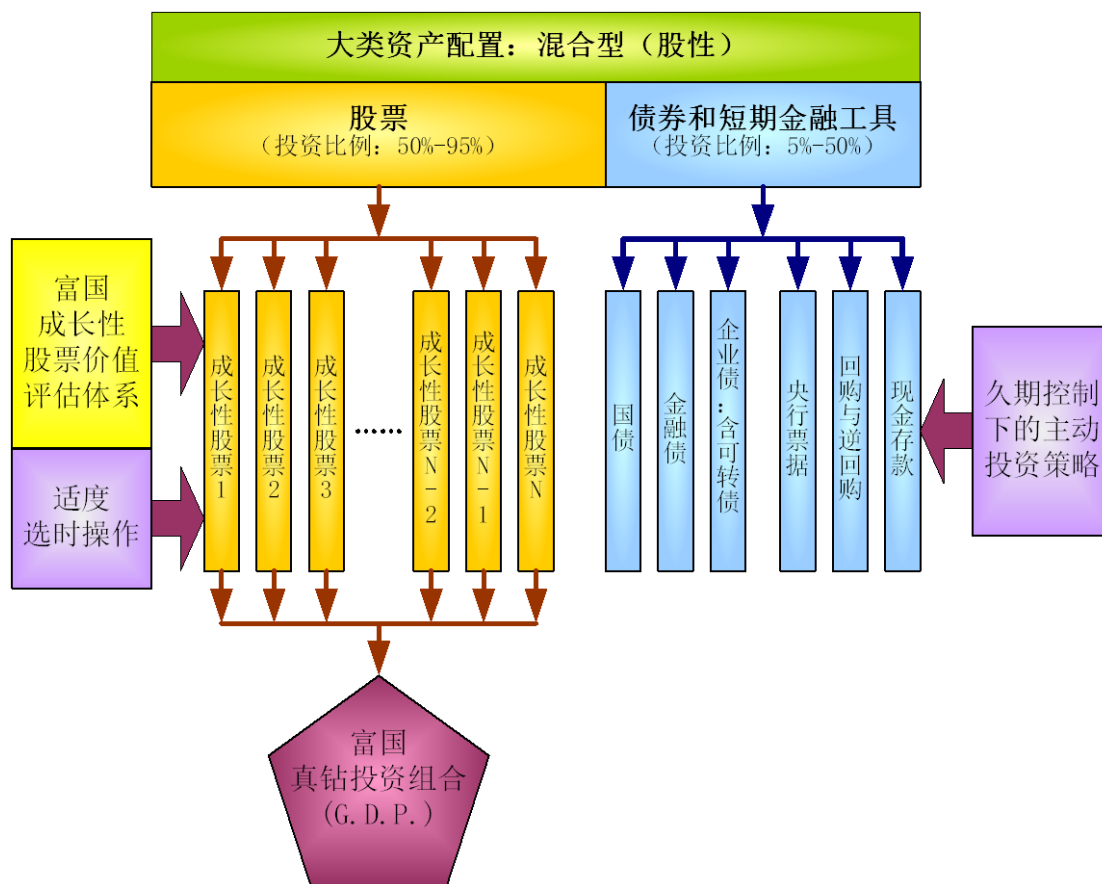 大类资产配置：混合型（股性）
股票
（投资比例：50%-95%）
债券和短期金融工具
（投资比例：5%-50%）
富国
成长性
股票价值
评估体系
适度
选时操作
成长性股票1
成长性股票2
成长性股票3
……
成长性股票N-2
成长性股票N-1
成长性股票N
国债
金融债
企业债：含可转债
央行票据
回购与逆回购
现金存款
久期控制
下的主动
投资策略
富国
真钻投资组合
(G.D.P.)